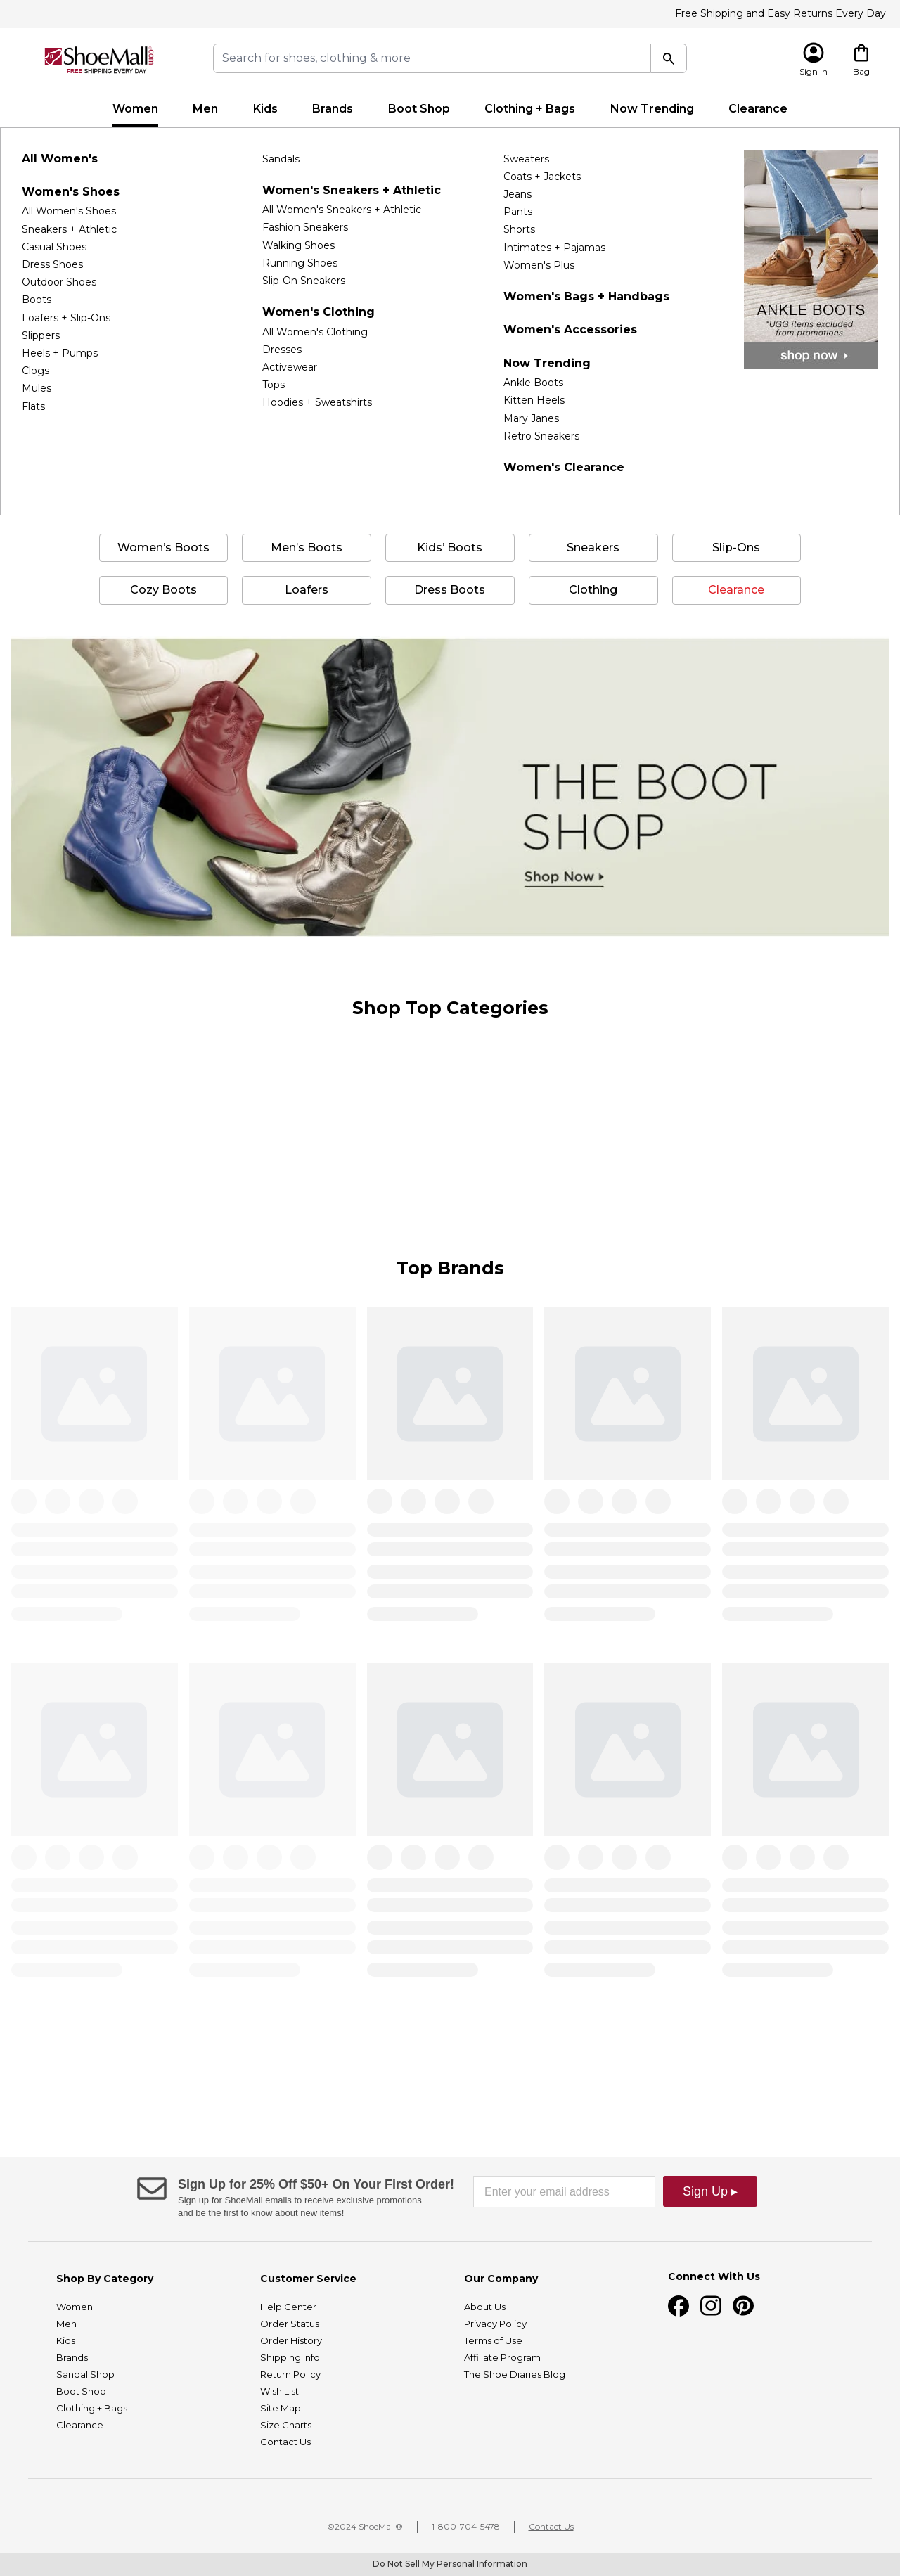 Free Shipping and Easy Returns Every Day
ShoeMall.COM
FREE SHIPPING EVERY DAY
Search for shoes, clothing & more
Sign In
Bag
Women
Men
Kids
Brands
Boot Shop
Clothing + Bags
Now Trending
Clearance
All Women's
Women's Shoes
All Women's Shoes
Sneakers + Athletic
Casual Shoes
Dress Shoes
Outdoor Shoes
Boots
Loafers + Slip-Ons
Slippers
Heels + Pumps
Clogs
Mules
Flats
Sandals
Women's Sneakers + Athletic
All Women's Sneakers + Athletic
Fashion Sneakers
Walking Shoes
Running Shoes
Slip-On Sneakers
Women's Clothing
All Women's Clothing
Dresses
Activewear
Tops
Hoodies + Sweatshirts
Sweaters
Coats + Jackets
Jeans
Pants
Shorts
Intimates + Pajamas
Women's Plus
Women's Bags + Handbags
Women's Accessories
Now Trending
Ankle Boots
Kitten Heels
Mary Janes
Retro Sneakers
Women's Clearance
ANKLE BOOTS
*UGG items excluded
from promotions
shop now
Women's Boots
Men's Boots
Kids' Boots
Sneakers
Slip-Ons
Cozy Boots
Loafers
Dress Boots
Clothing
Clearance
THE BOOT
SHOP
Shop Now
Shop Top Categories
Top Brands
Sign Up for 25% Off $50+ On Your First Order!
Sign up for ShoeMall emails to receive exclusive promotions
and be the first to know about new items!
Enter your email address
Sign Up ▸
Shop By Category
Women
Men
Kids
Brands
Sandal Shop
Boot Shop
Clothing + Bags
Clearance
Customer Service
Help Center
Order Status
Order History
Shipping Info
Return Policy
Wish List
Site Map
Size Charts
Contact Us
Our Company
About Us
Privacy Policy
Terms of Use
Affiliate Program
The Shoe Diaries Blog
Connect With Us
©2024 ShoeMall®
1-800-704-5478
Contact Us
Do Not Sell My Personal Information